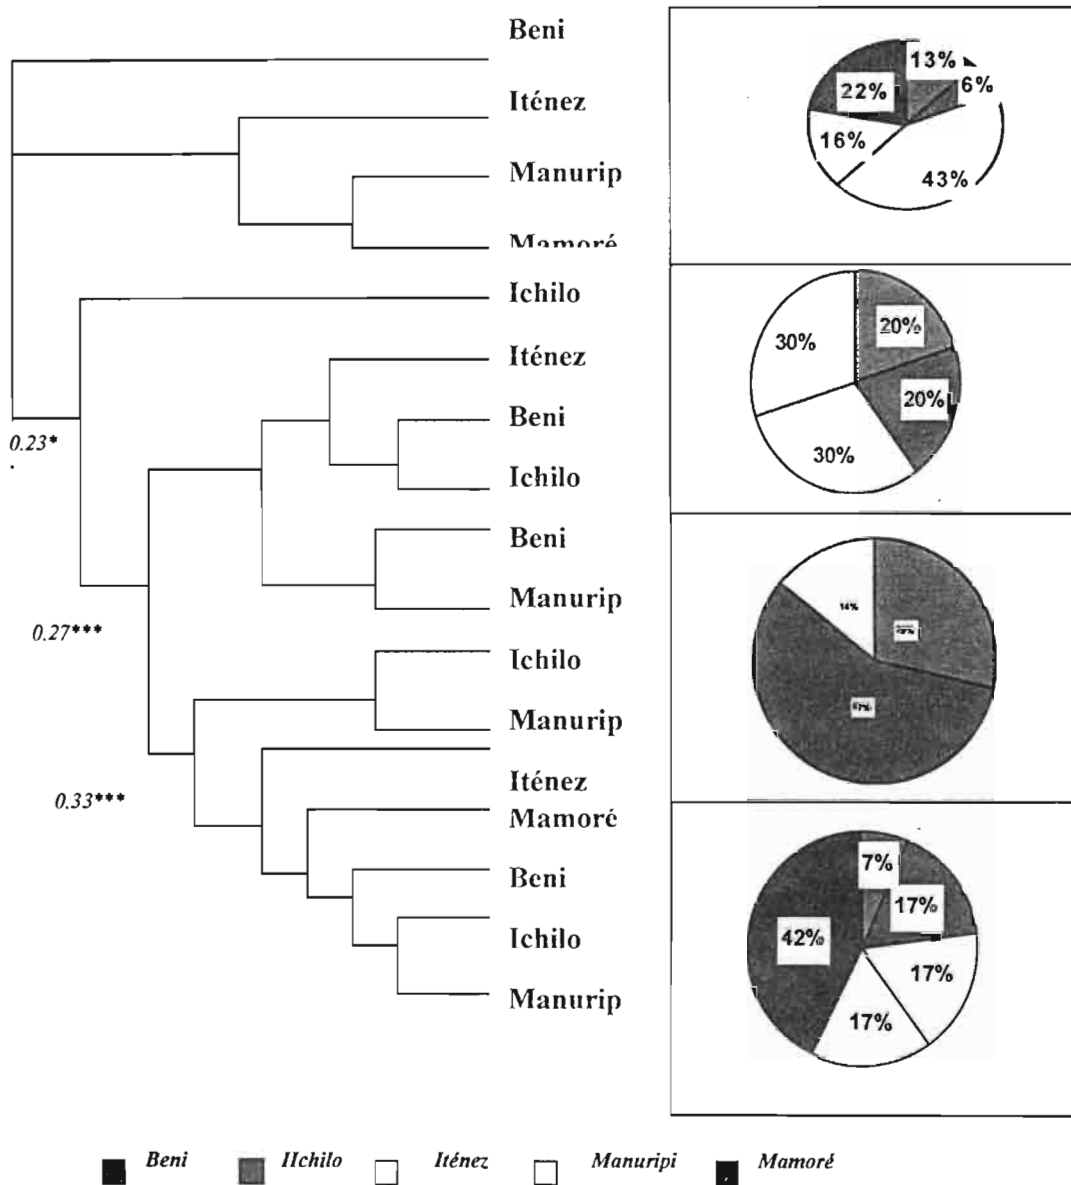 Beni
13%
6%
22%
16%
43%
Iténez
Manurip
Mamoré
Ichilo
20%
30%
20%
30%
Iténez
Beni
Ichilo
0.23*
Beni
Manurip
14%
0.27***
Ichilo
Manurip
57%
0.33***
Iténez
Mamoré
Beni
7%
17%
42%
17%
17%
Ichilo
Manurip
Beni IIchilo Iténez Manuripi Mamoré